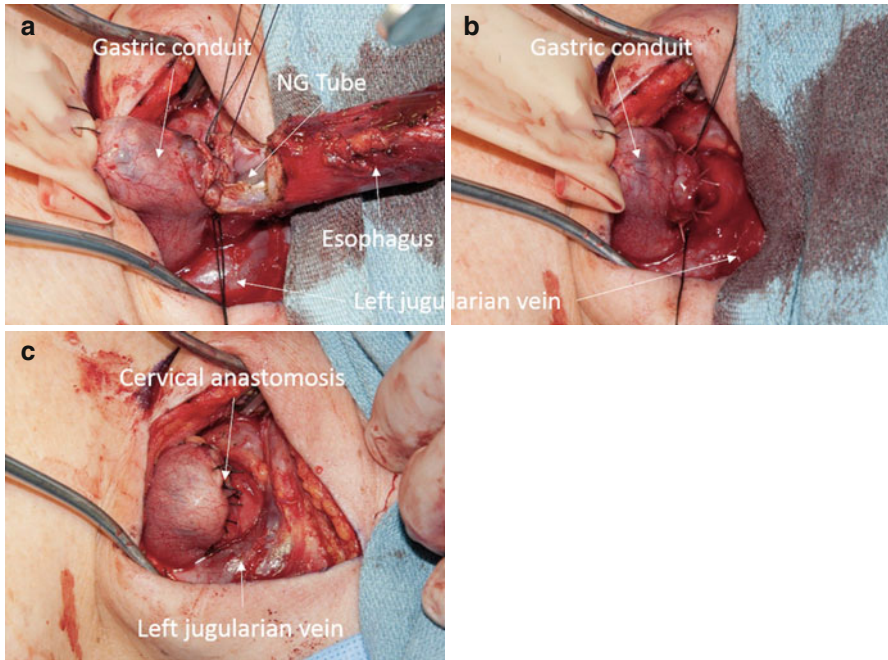 a
Gastric conduit
NG Tube
Esophagus
b
Gastric conduit
Left jugularian vein
c
Cervical anastomosis
Left jugularian vein